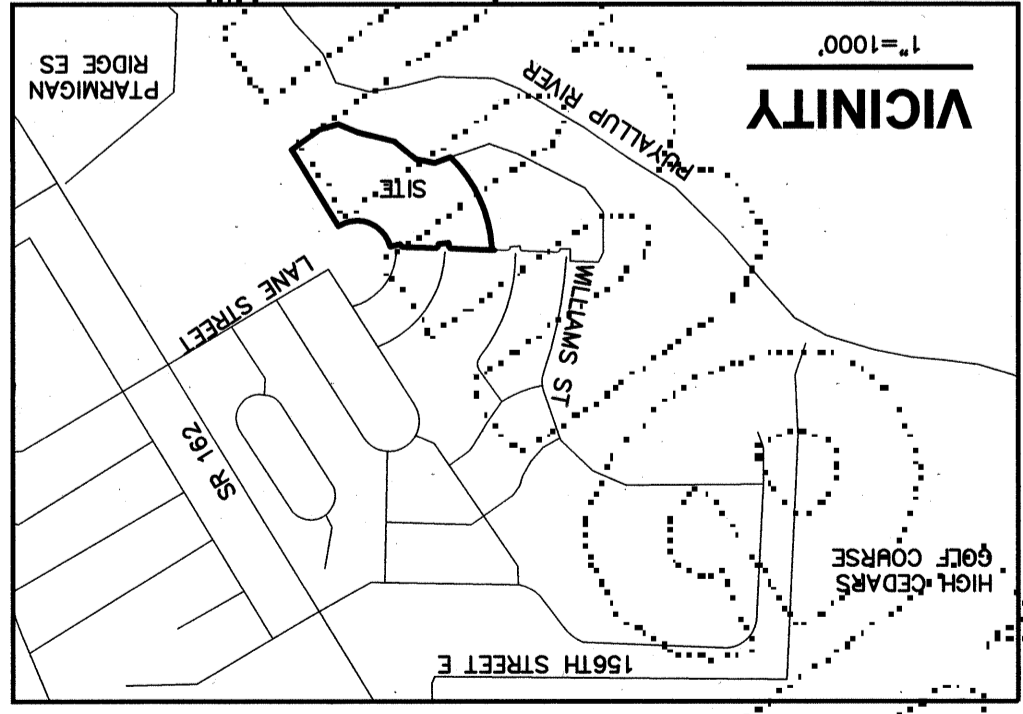 156TH STREET E
HIGH CEDARS
GOLF COURSE
SR 162
WILLIAMS ST
LANE STREET
SITE
PUYALLUP RIVER
VICINITY
1"=1000'
PTARMIGAN
RIDGE ES